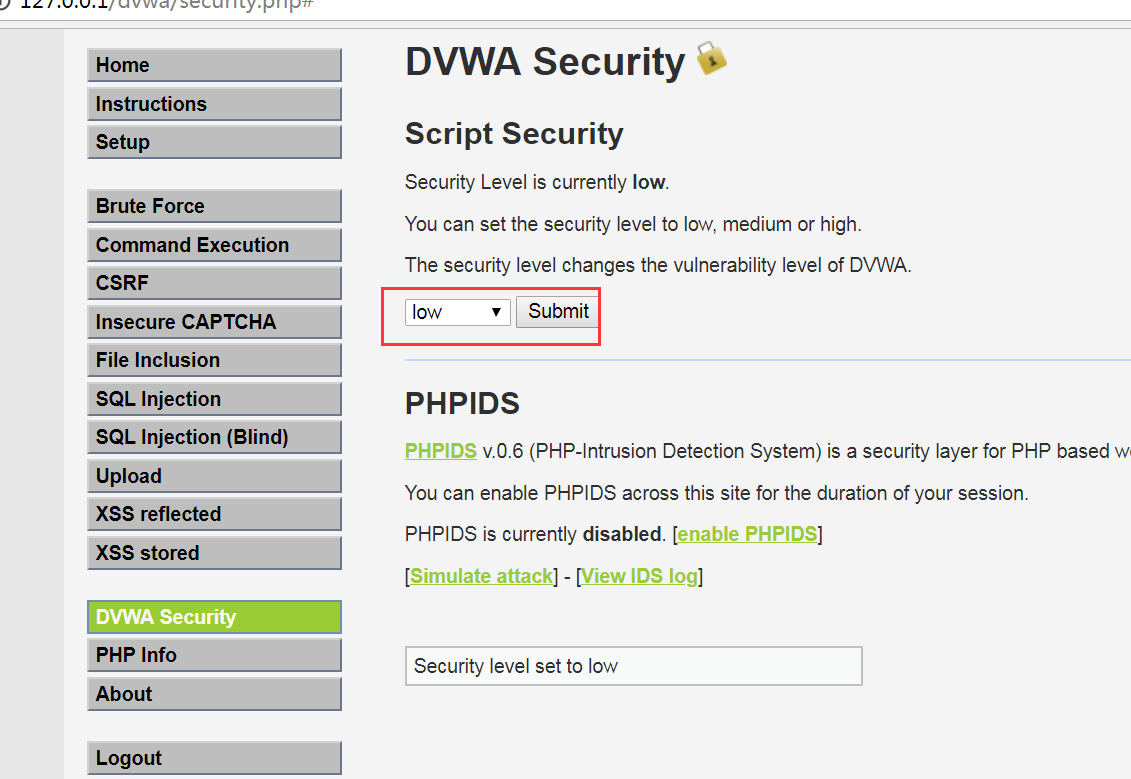 127.0.0.1/dvwa/security.php#
Home
Instructions
Setup
Brute Force
Command Execution
CSRF
Insecure CAPTCHA
File Inclusion
SQL Injection
SQL Injection (Blind)
Upload
XSS reflected
XSS stored
DVWA Security
PHP Info
About
Logout
DVWA Security
Script Security
Security Level is currently low.
You can set the security level to low, medium or high.
The security level changes the vulnerability level of DVWA.
low ▼ Submit
PHPIDS
PHPIDS v.0.6 (PHP-Intrusion Detection System) is a security layer for PHP based
You can enable PHPIDS across this site for the duration of your session.
PHPIDS is currently disabled. [enable PHPIDS]
[Simulate attack] - [View IDS log]
Security level set to low